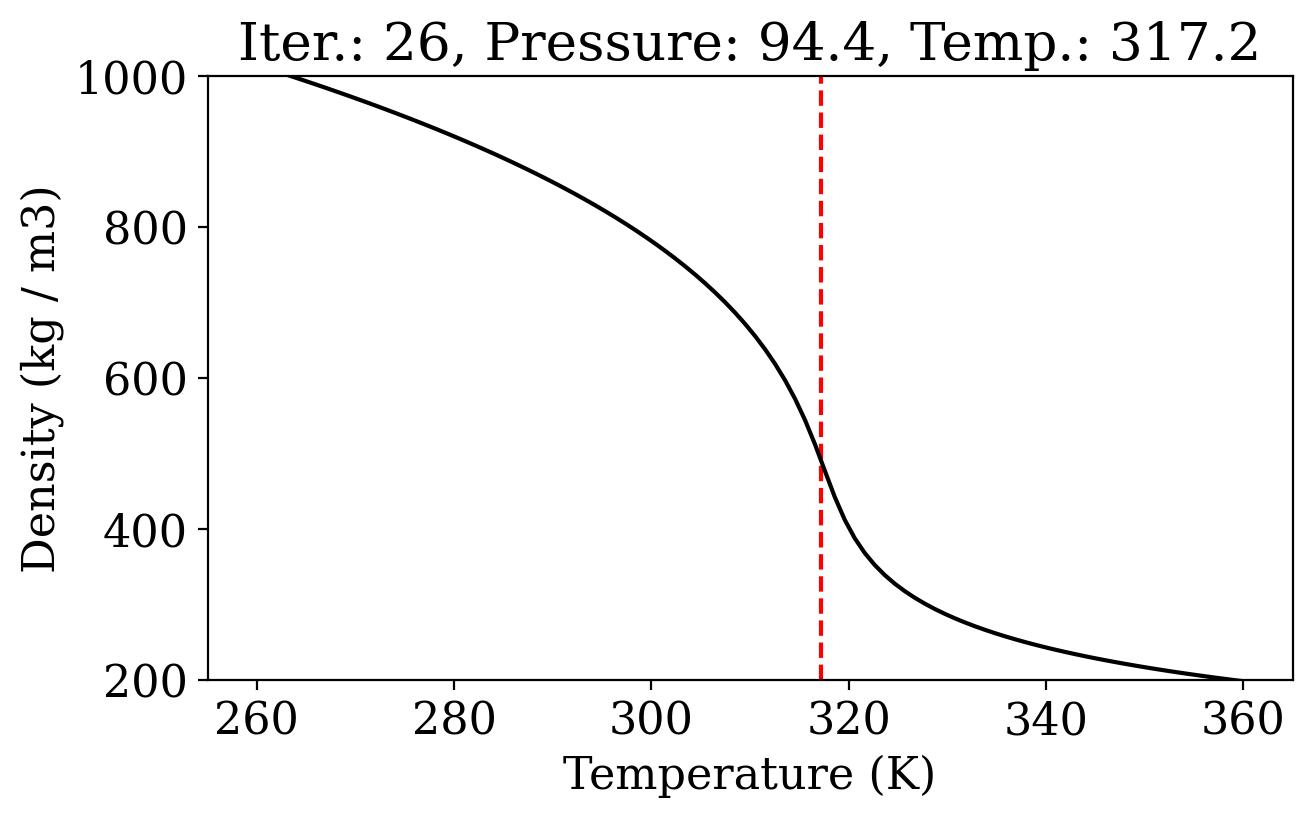 Iter.: 26, Pressure: 94.4, Temp.: 317.2
1000
800
600
400
200
Density (kg / m3)
260 280 300 320 340 360
Temperature (K)